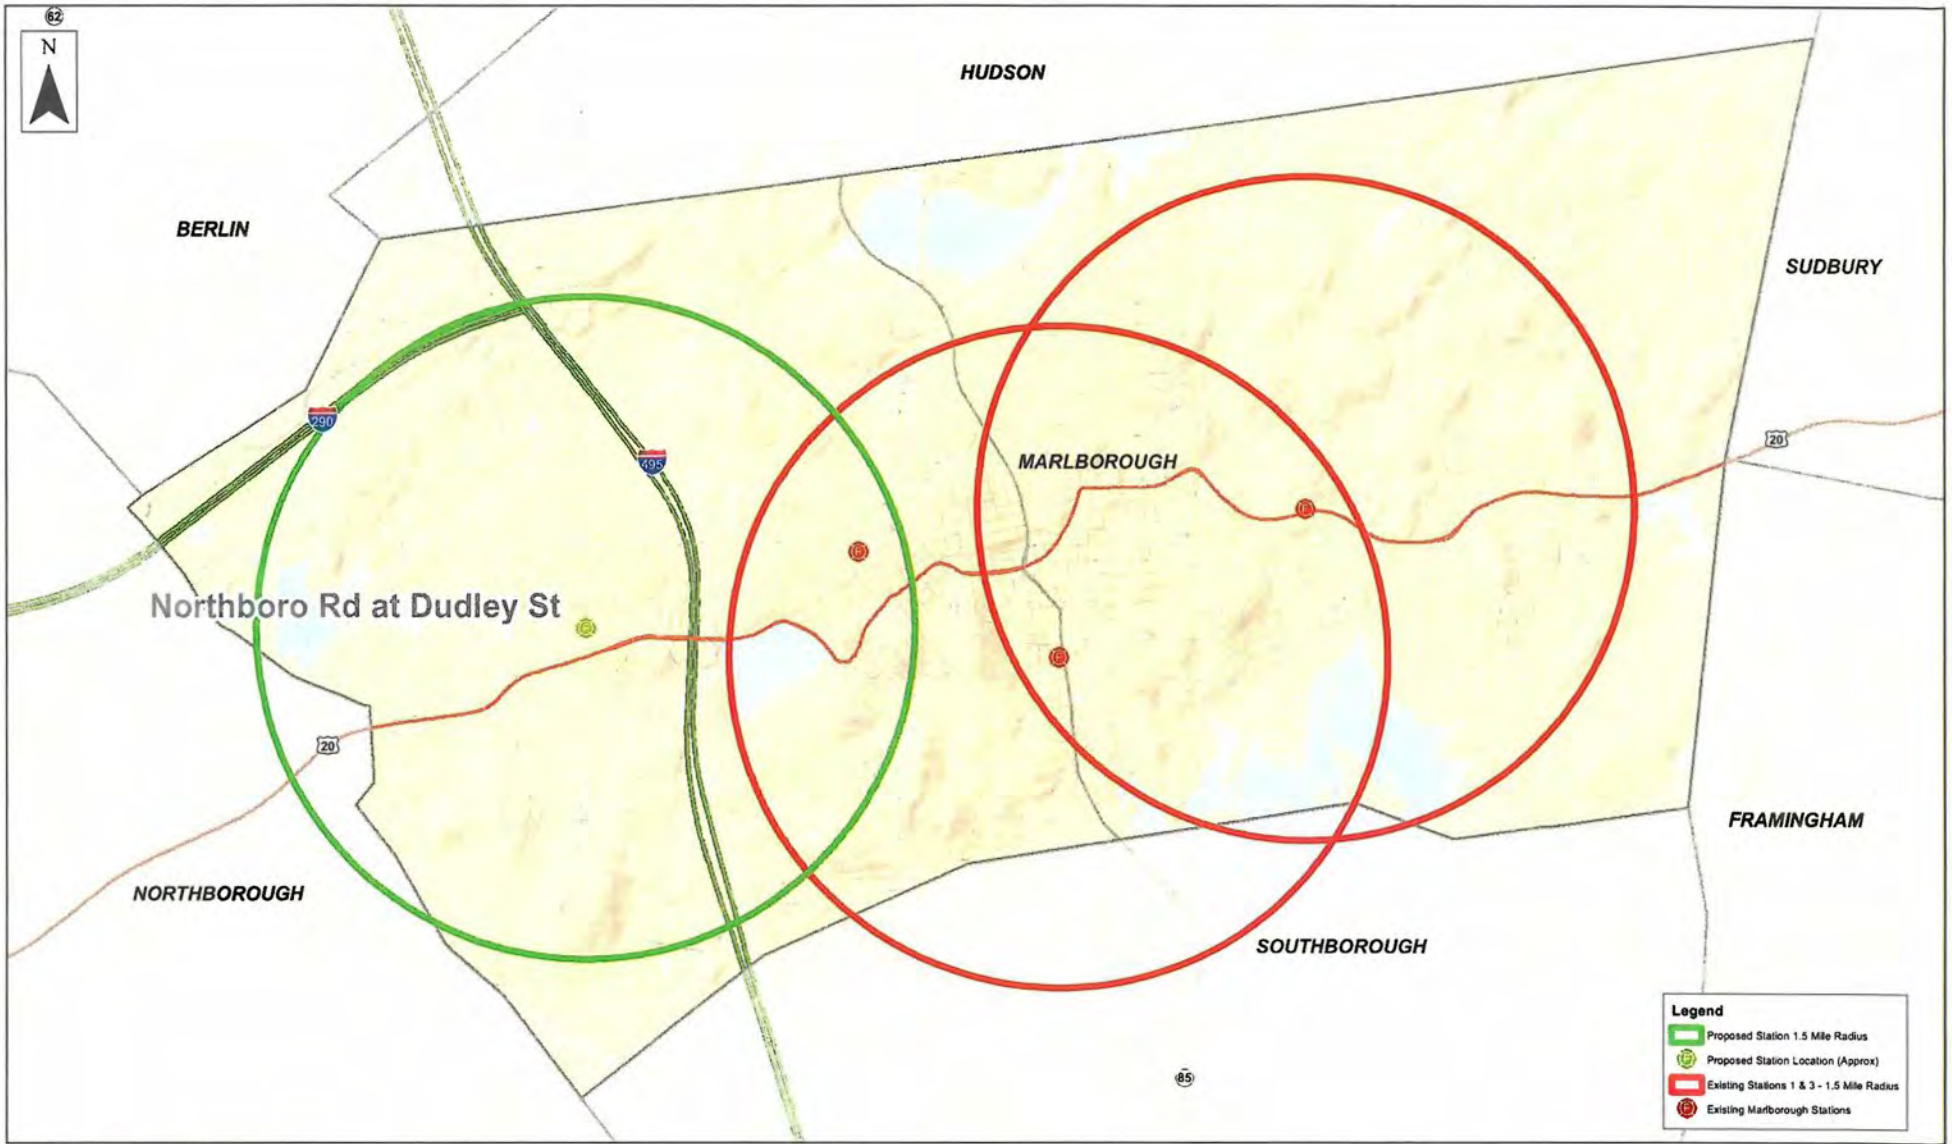 62
N
HUDSON
BERLIN
SUDBURY
290
495
20
MARLBOROUGH
Northboro Rd at Dudley St
20
FRAMINGHAM
NORTHBOROUGH
SOUTHBOROUGH
85
Legend
Proposed Station 1.5 Mile Radius
Proposed Station Location (Approx)
Existing Stations 1 & 3 - 1.5 Mile Radius
Existing Marlborough Stations